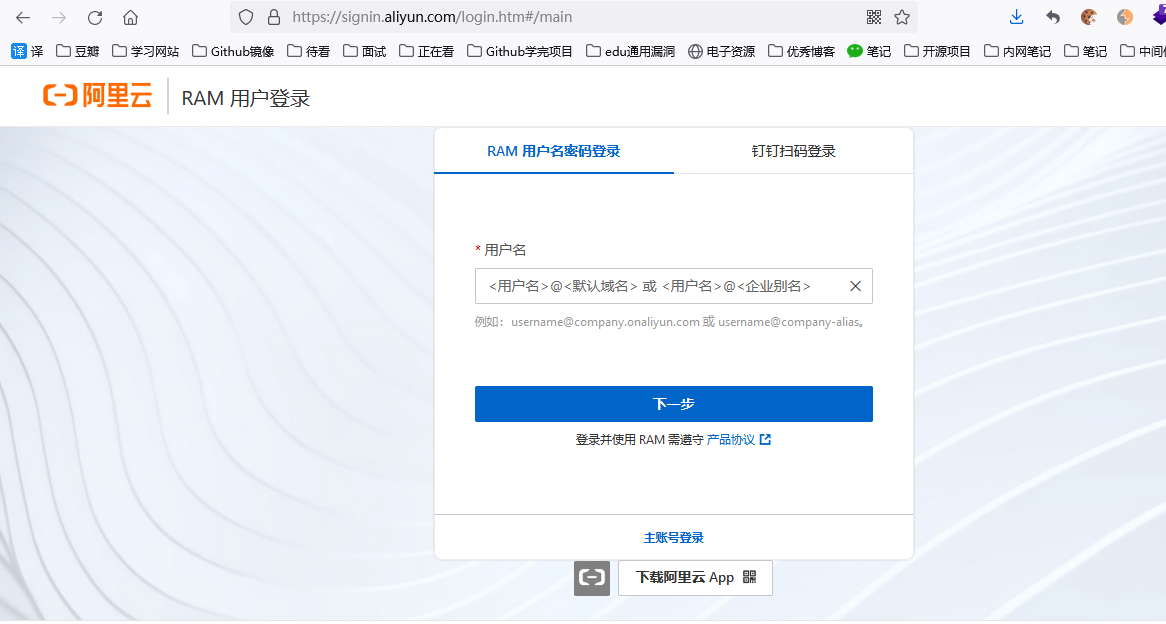 https://signin.aliyun.com/login.htm#/main
译 译 豆瓣 学习网站 Github镜像 待看 面试 正在看 Github学完项目 edu通用漏洞 电子资源 优秀博客 笔记 开源项目 内网笔记 笔记 中间
阿里云 RAM 用户登录
RAM 用户名密码登录 钉钉扫码登录
* 用户名
<用户名>@<默认域名> 或 <用户名>@<企业别名>
例如：username@company.onaliyun.com 或 username@company-alias。
下一步
登录并使用 RAM 需遵守 产品协议
主账号登录
下载阿里云 App